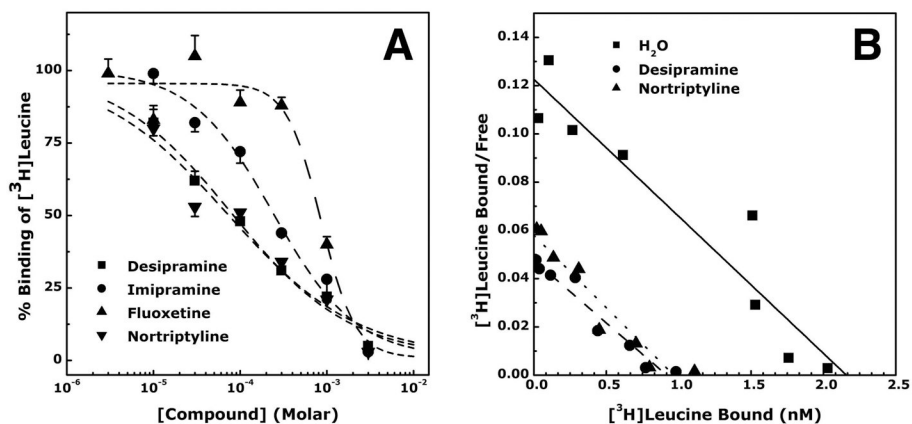 A
% Binding of [³H]Leucine
100
75
50
25
0
Desipramine
Imipramine
Fluoxetine
Nortriptyline
10⁻⁶ 10⁻⁵ 10⁻⁴ 10⁻³ 10⁻²
[Compound] (Molar)
B
[³H]Leucine Bound/Free
0.14
0.12
0.10
0.08
0.06
0.04
0.02
0.00
H₂O
Desipramine
Nortriptyline
0.0 0.5 1.0 1.5 2.0 2.5
[³H]Leucine Bound (nM)